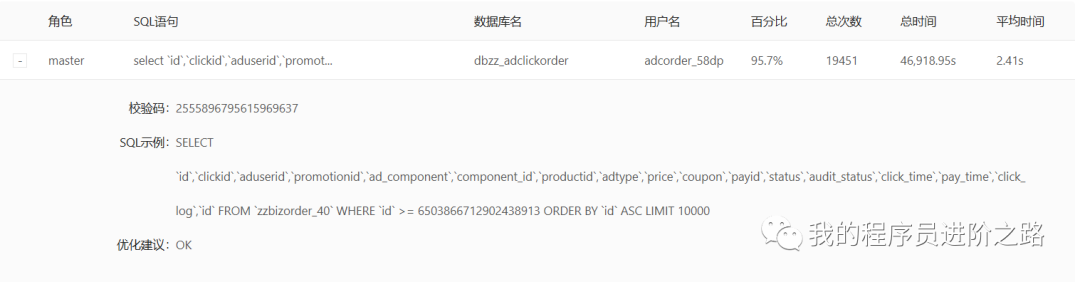 角色 SQL语句 数据库名 用户名 百分比 总次数 总时间 平均时间
- master select `id`,`clickid`,`aduserid`,`promot... dbzz_adclickorder adcorder_58dp 95.7% 19451 46,918.95s 2.41s
校验码：2555896795615969637
SQL示例：SELECT
`id`,`clickid`,`aduserid`,`promotionid`,`ad_component`,`component_id`,`productid`,`adtype`,`price`,`coupon`,`payid`,`status`,`audit_status`,`click_time`,`pay_time`,`click_
log`,`id` FROM `zzbizorder_40` WHERE `id` >= 6503866712902438913 ORDER BY `id` ASC LIMIT 10000
优化建议：OK
我的程序员进阶之路